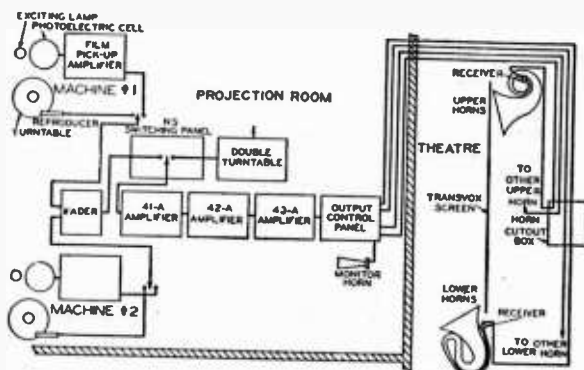 EXCITING LAMP
PHOTOELECTRIC CELL
FILM
PICK-UP
AMPLIFIER
MACHINE #1
REPRODUCER
TURNTABLE
PROJECTION ROOM
SWITCHING PANEL
DOUBLE
TURNTABLE
FADER
41-A
AMPLIFIER
42-A
AMPLIFIER
43-A
AMPLIFIER
OUTPUT
CONTROL
PANEL
MONITOR
HORN
MACHINE #2
THEATRE
RECEIVER
UPPER
HORNS
TRANSVOX
SCREEN
TO
OTHER
UPPER
HORN
HORN
CUTOUT
BOX
LOWER
HORNS
RECEIVER
TO OTHER
LOWER HORN